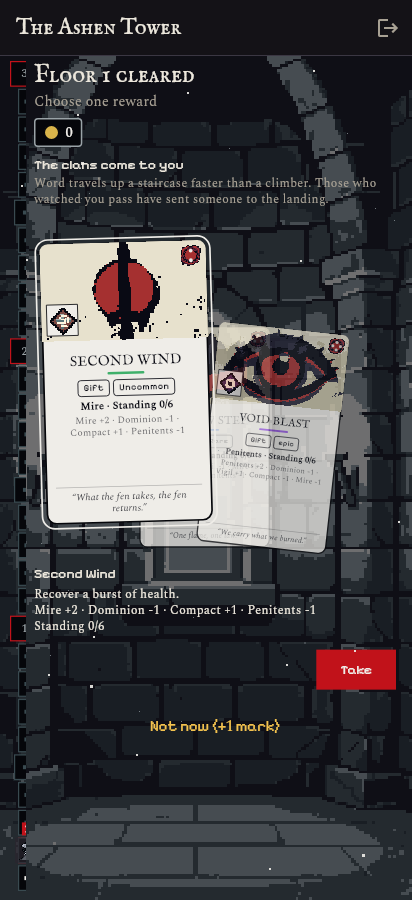 The Ashen Tower
Floor 1 cleared
Choose one reward
0
The clans come to you
Word travels up a staircase faster than a climber. Those who
watched you pass have sent someone to the landing.
SECOND WIND
Gift Uncommon
Mire · Standing 0/6
Mire +2 · Dominion -1 ·
Compact +1 · Penitents -1
“What the fen takes, the fen
returns.”
VOID BLAST
Gift epic
Penitents · Standing 0/6
Penitents +2 · Dominion -1 ·
Vigil +1 · Compact -1 · Mire -1
“We carry what we burned.”
“One
Second Wind
Recover a burst of health.
Mire +2 · Dominion -1 · Compact +1 · Penitents -1
Standing 0/6
Take
Not now (+1 mark)
3
2
1